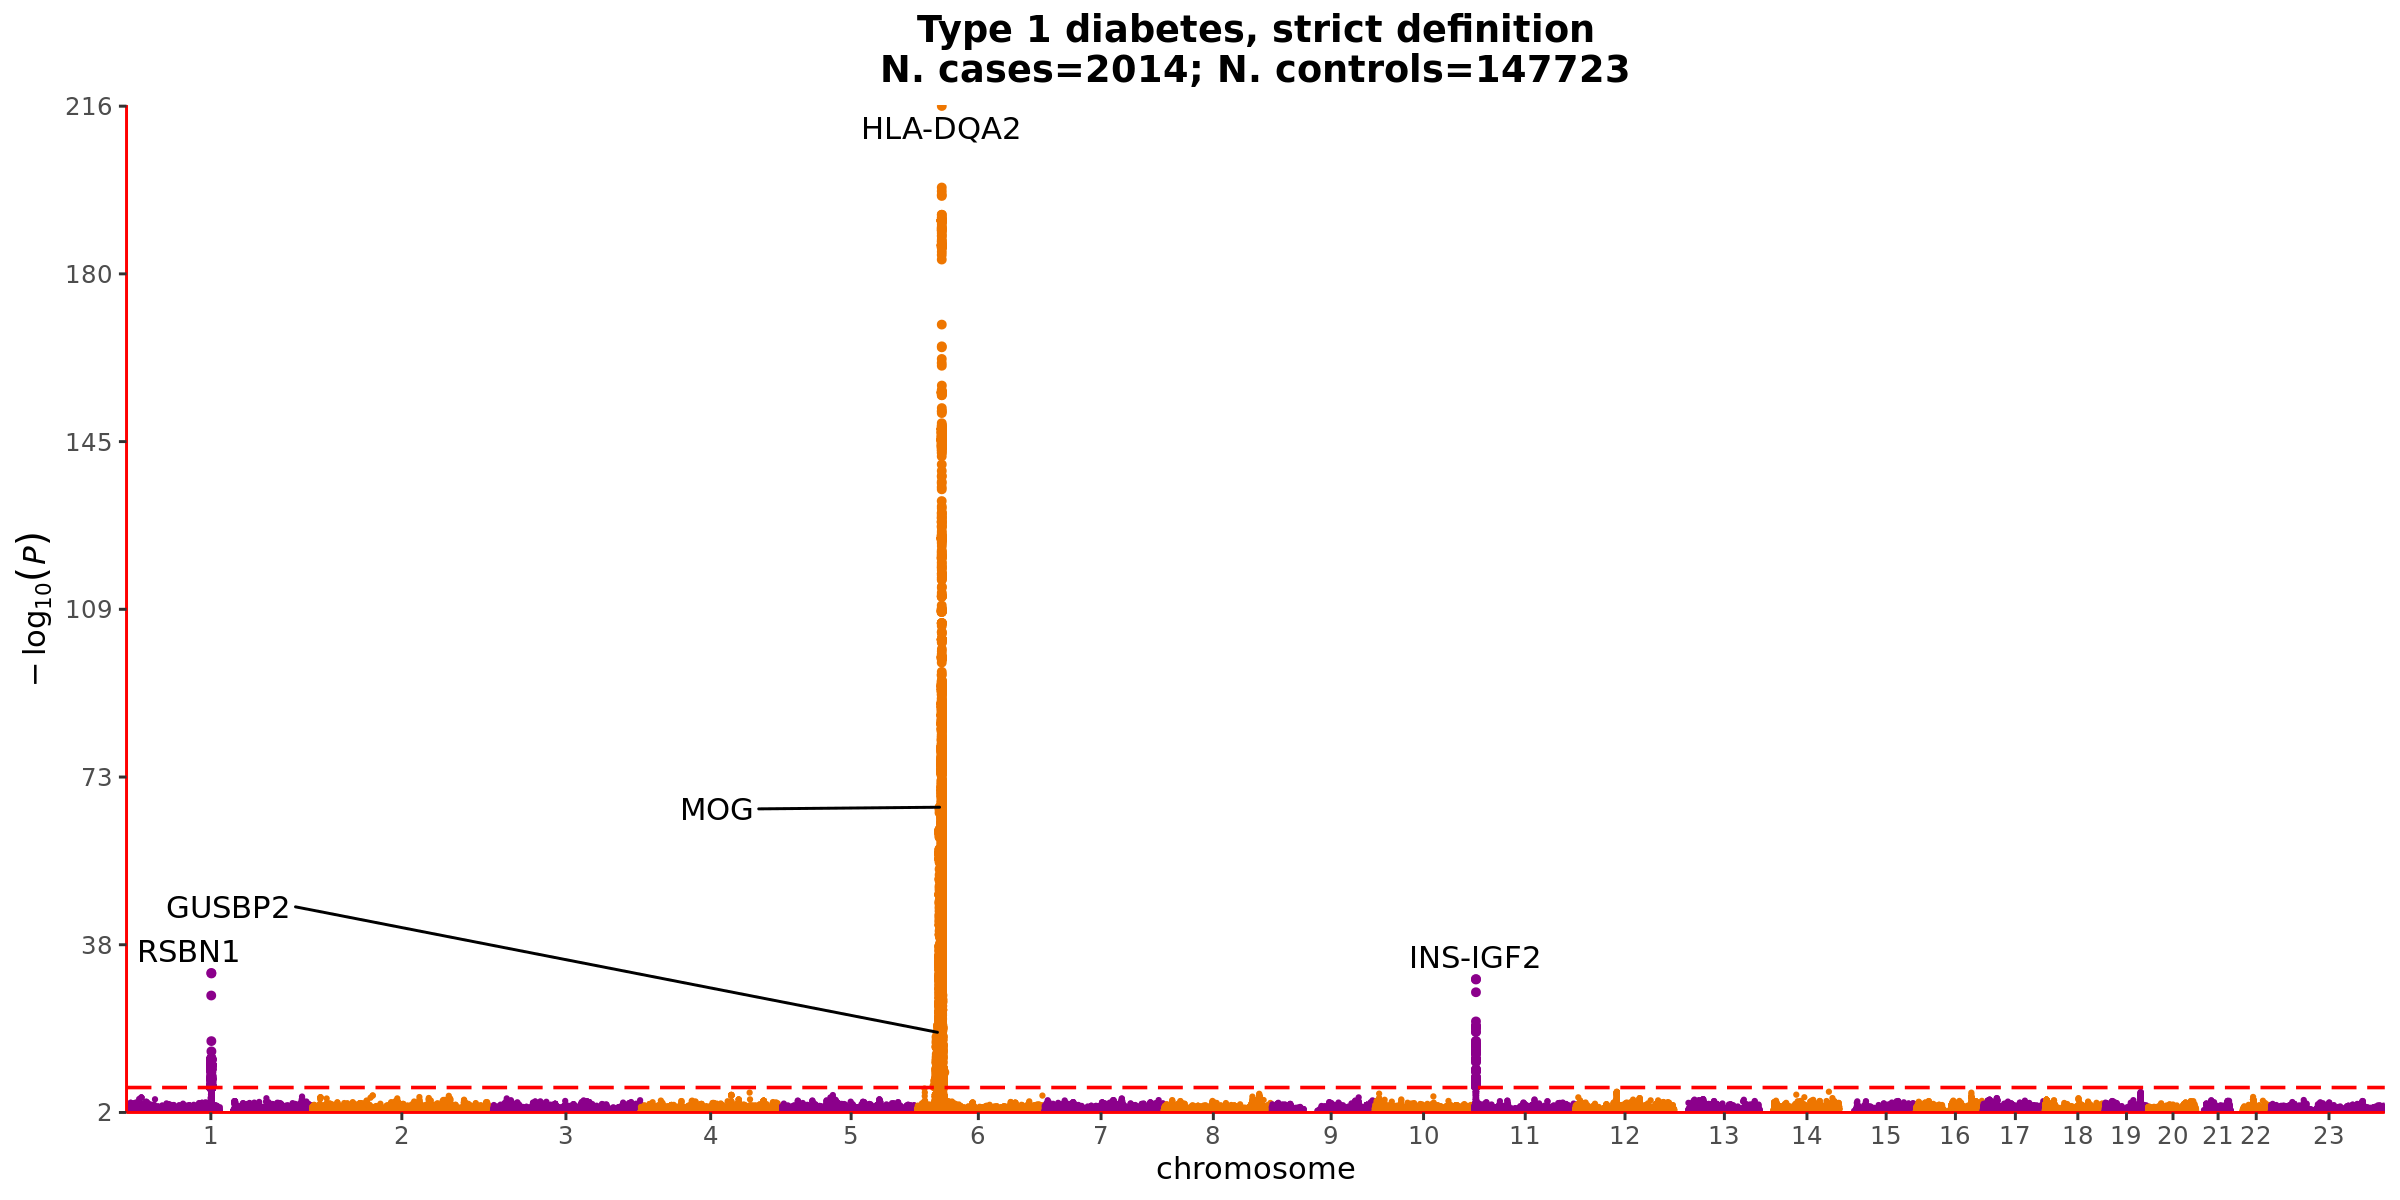 Type 1 diabetes, strict definition
N. cases=2014; N. controls=147723
216
HLA-DQA2
180
145
− log10(P)
109
73
MOG
GUSBP2
38
RSBN1
INS-IGF2
2
1 2 3 4 5 6 7 8 9 10 11 12 13 14 15 16 17 18 19 20 21 22 23
chromosome